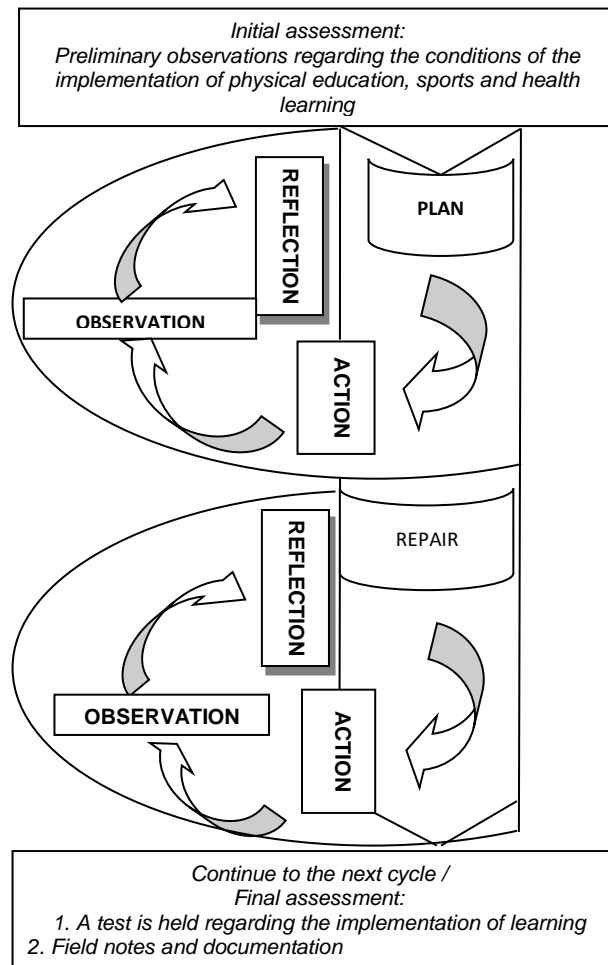 Initial assessment:
Preliminary observations regarding the conditions of the
implementation of physical education, sports and health
learning
REFLECTION
PLAN
OBSERVATION
ACTION
REFLECTION
REPAIR
OBSERVATION
ACTION
Continue to the next cycle /
Final assessment:
1. A test is held regarding the implementation of learning
2. Field notes and documentation